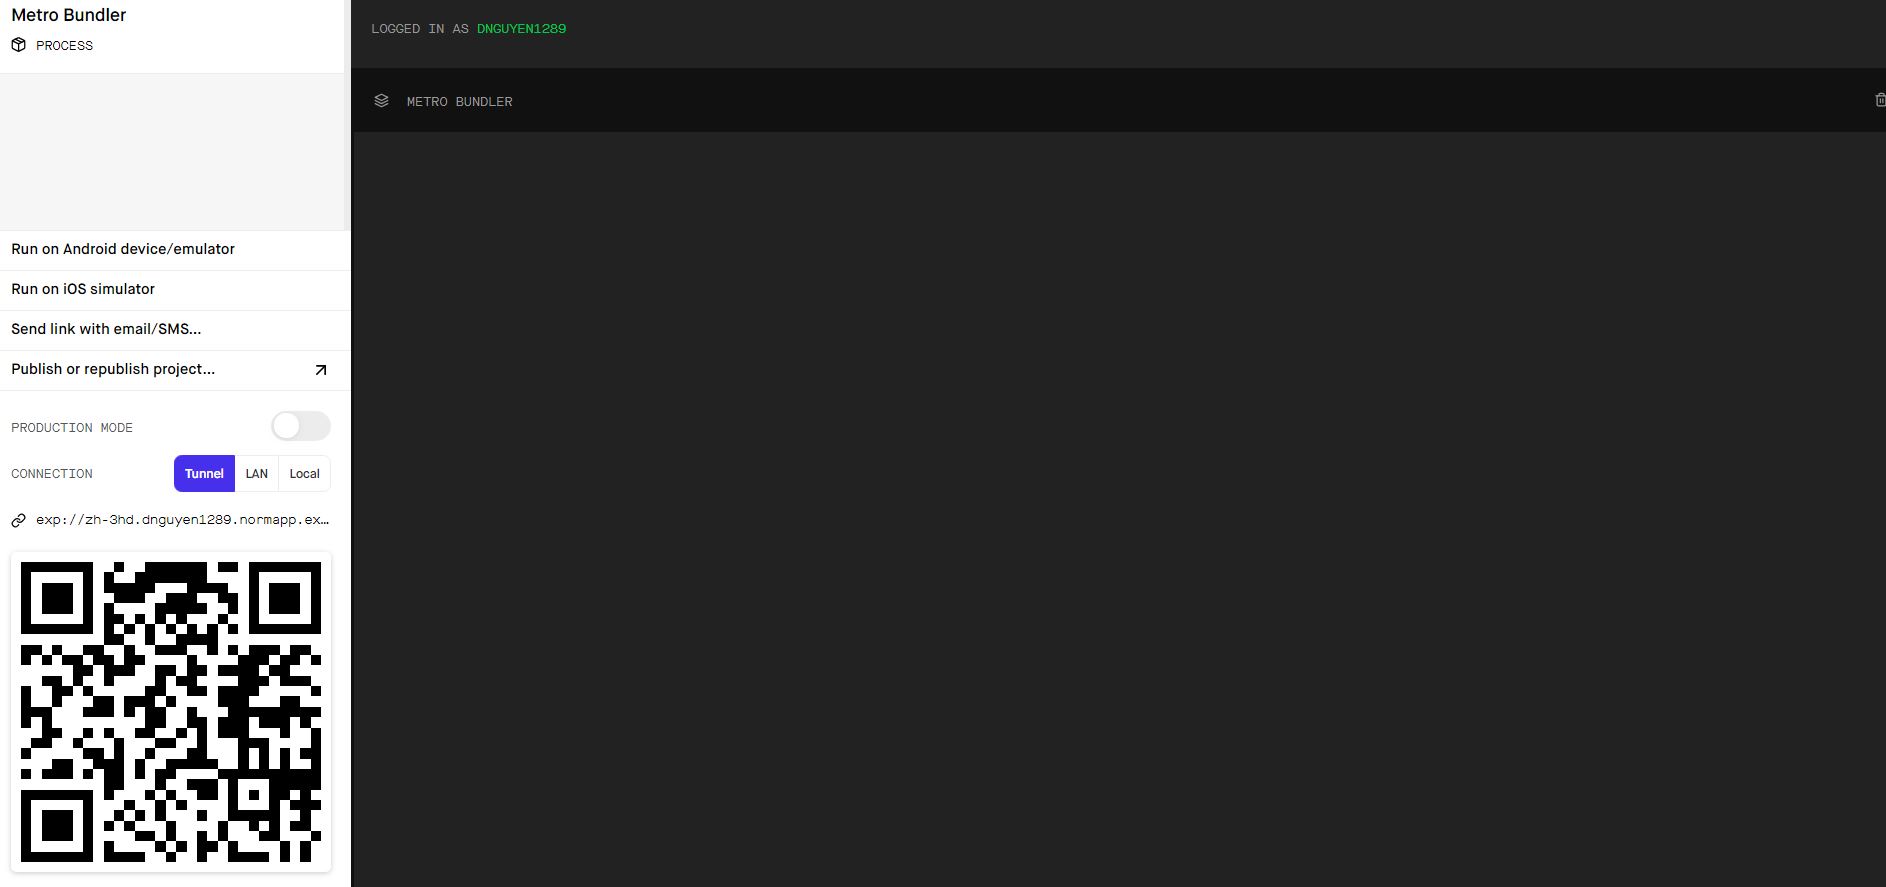 Metro Bundler
PROCESS
Run on Android device/emulator
Run on iOS simulator
Send link with email/SMS...
Publish or republish project...
PRODUCTION MODE
CONNECTION Tunnel LAN Local
exp://zh-3hd.dnguyen1289.normapp.ex…
LOGGED IN AS DNGUYEN1289
METRO BUNDLER